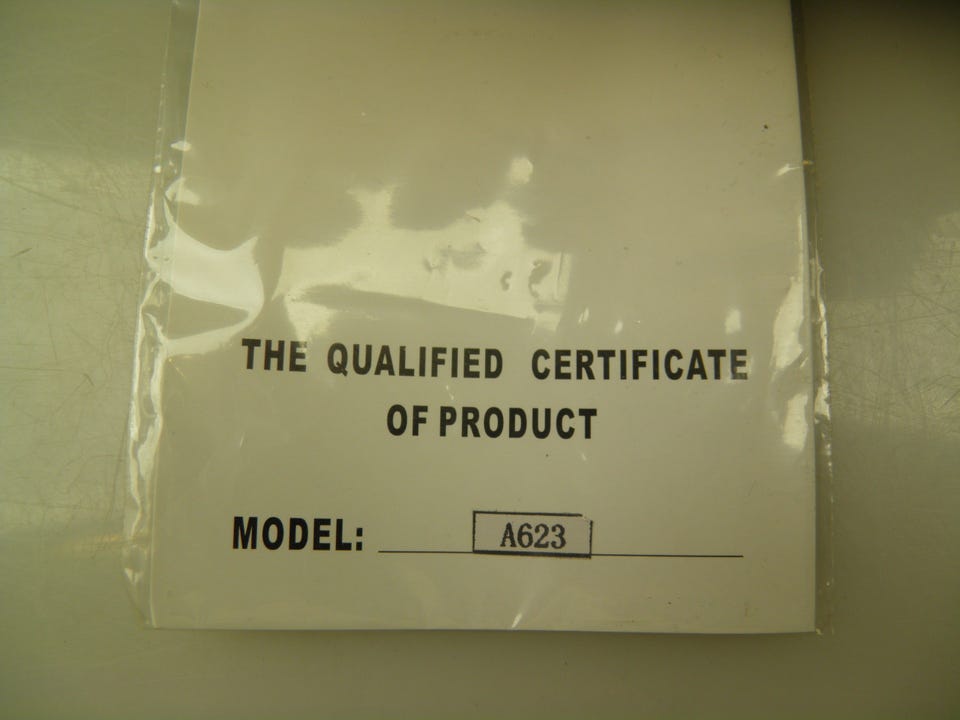 THE QUALIFIED CERTIFICATE
OF PRODUCT
MODEL: A623